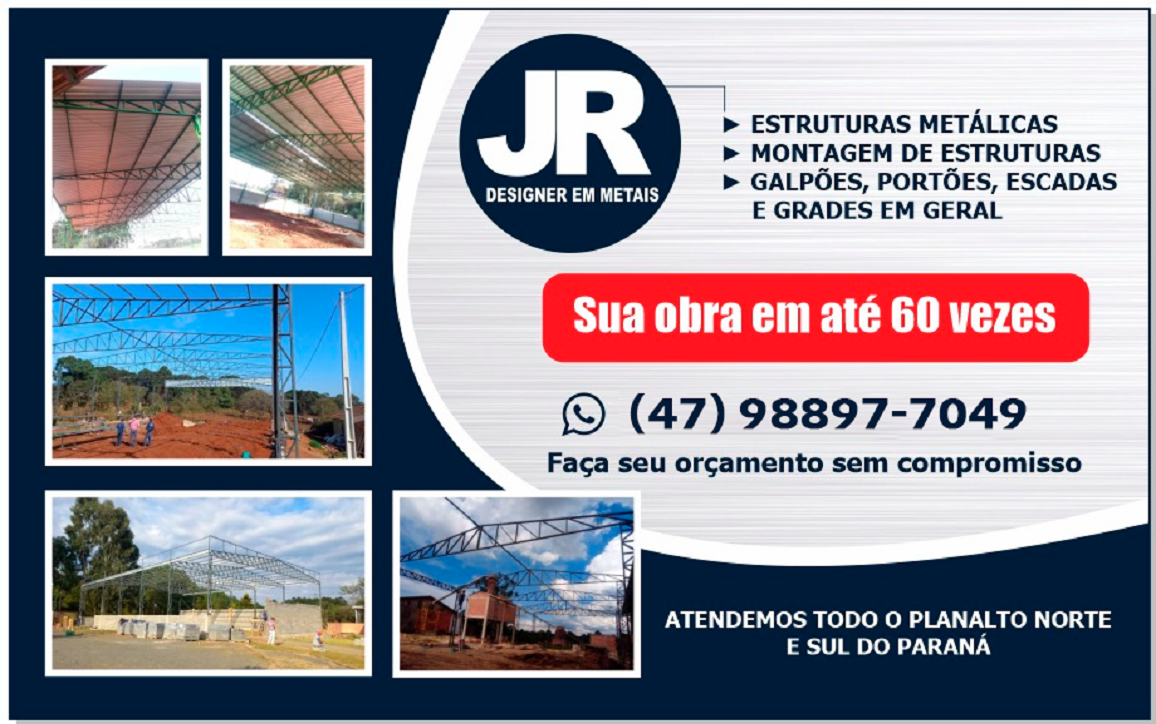 JR
DESIGNER EM METAIS
► ESTRUTURAS METÁLICAS
► MONTAGEM DE ESTRUTURAS
► GALPÕES, PORTÕES, ESCADAS
E GRADES EM GERAL
Sua obra em até 60 vezes
(47) 98897-7049
Faça seu orçamento sem compromisso
ATENDEMOS TODO O PLANALTO NORTE
E SUL DO PARANÁ